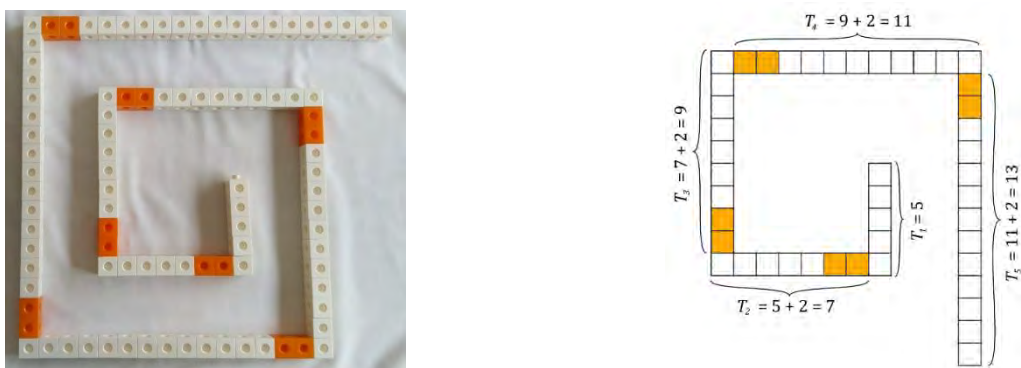 T₄ = 9 + 2 = 11
T₃ = 7 + 2 = 9
T₁ = 5
T₅ = 11 + 2 = 13
T₂ = 5 + 2 = 7